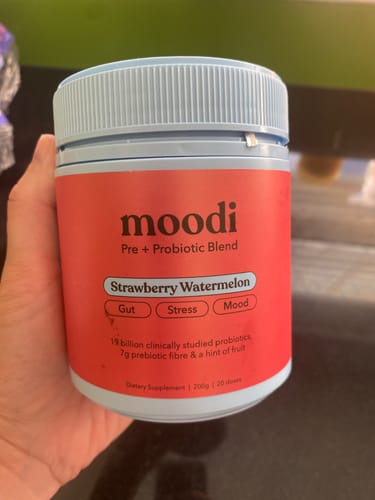 moodi
Pre + Probiotic Blend
Strawberry Watermelon
Gut Stress Mood
19 billion clinically studied probiotics,
7g prebiotic fibre & a hint of fruit
Dietary Supplement | 200g | 20 doses